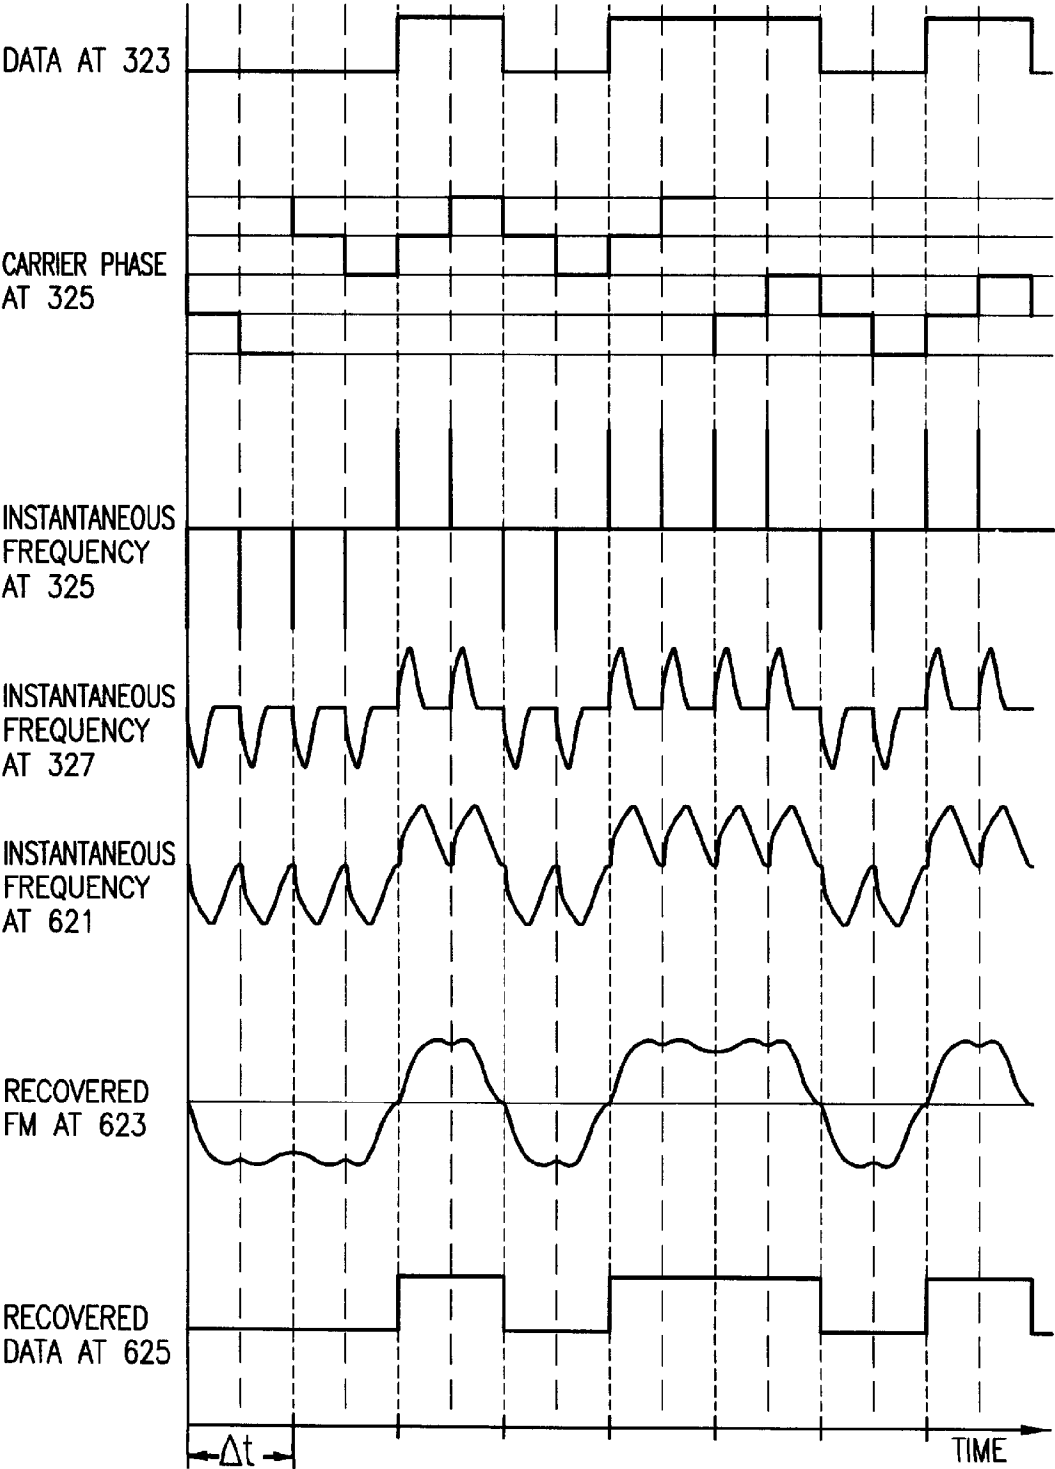 DATA AT 323
CARRIER PHASE
AT 325
INSTANTANEOUS
FREQUENCY
AT 325
INSTANTANEOUS
FREQUENCY
AT 327
INSTANTANEOUS
FREQUENCY
AT 621
RECOVERED
FM AT 623
RECOVERED
DATA AT 625
Δt
TIME